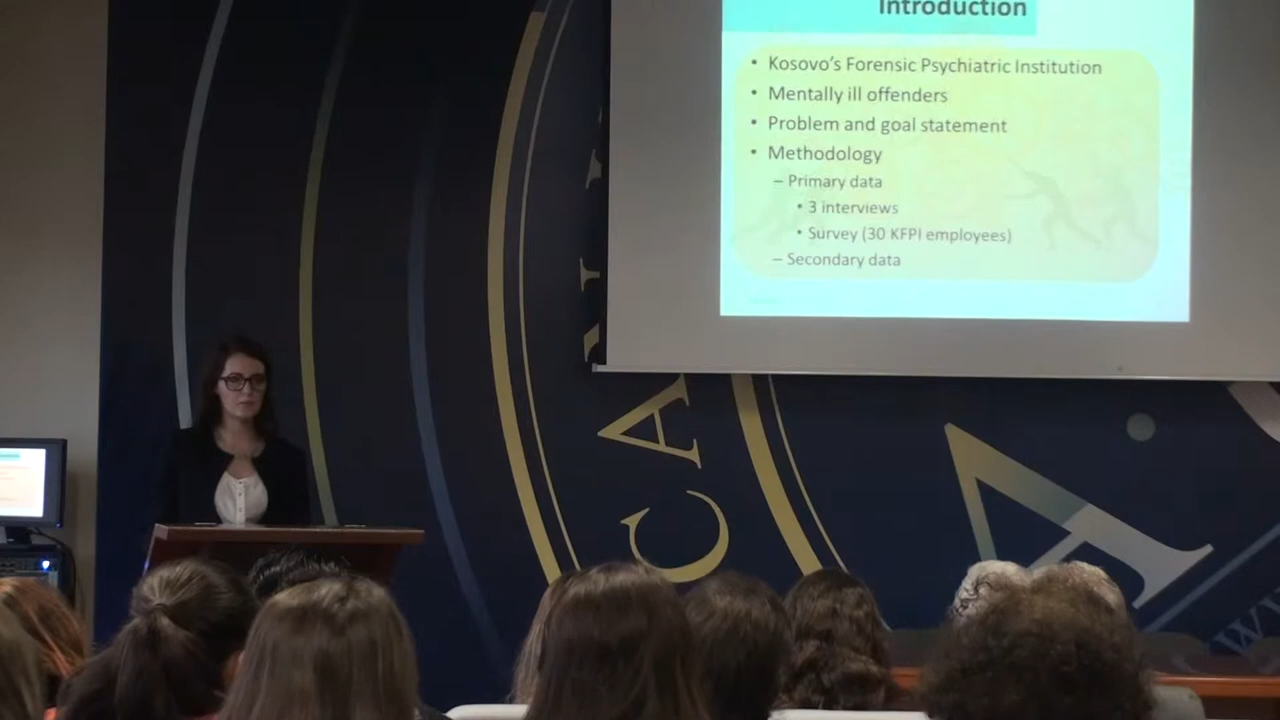 Introduction
• Kosovo's Forensic Psychiatric Institution
• Mentally ill offenders
• Problem and goal statement
• Methodology
– Primary data
• 3 interviews
• Survey (30 KFPI employees)
– Secondary data
CA
A